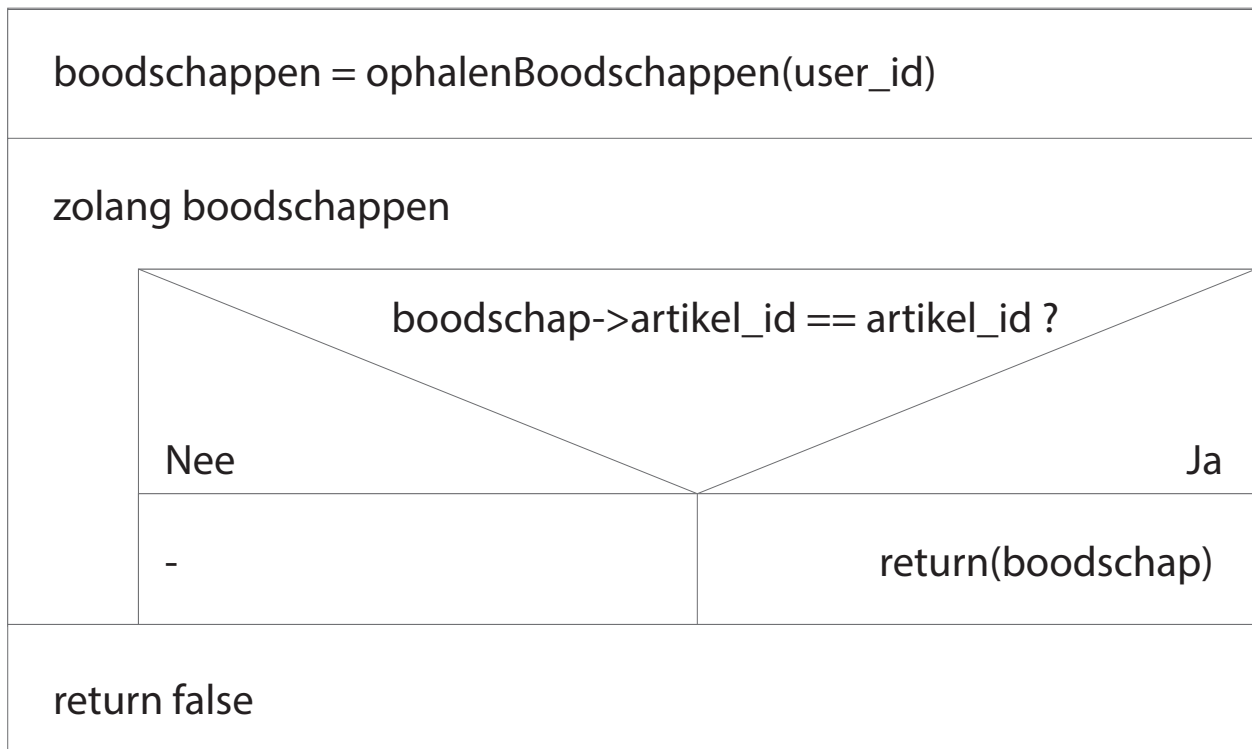 boodschappen = ophalenBoodschappen(user_id)
zolang boodschappen
boodschap->artikel_id == artikel_id ?
Nee
Ja
-
return(boodschap)
return false